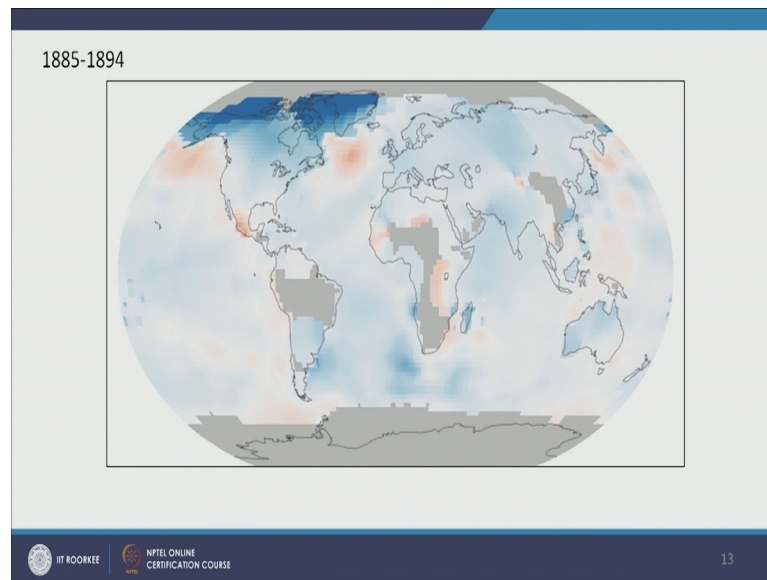 1885-1894
IIT ROORKEE
NPTEL ONLINE
CERTIFICATION COURSE
13